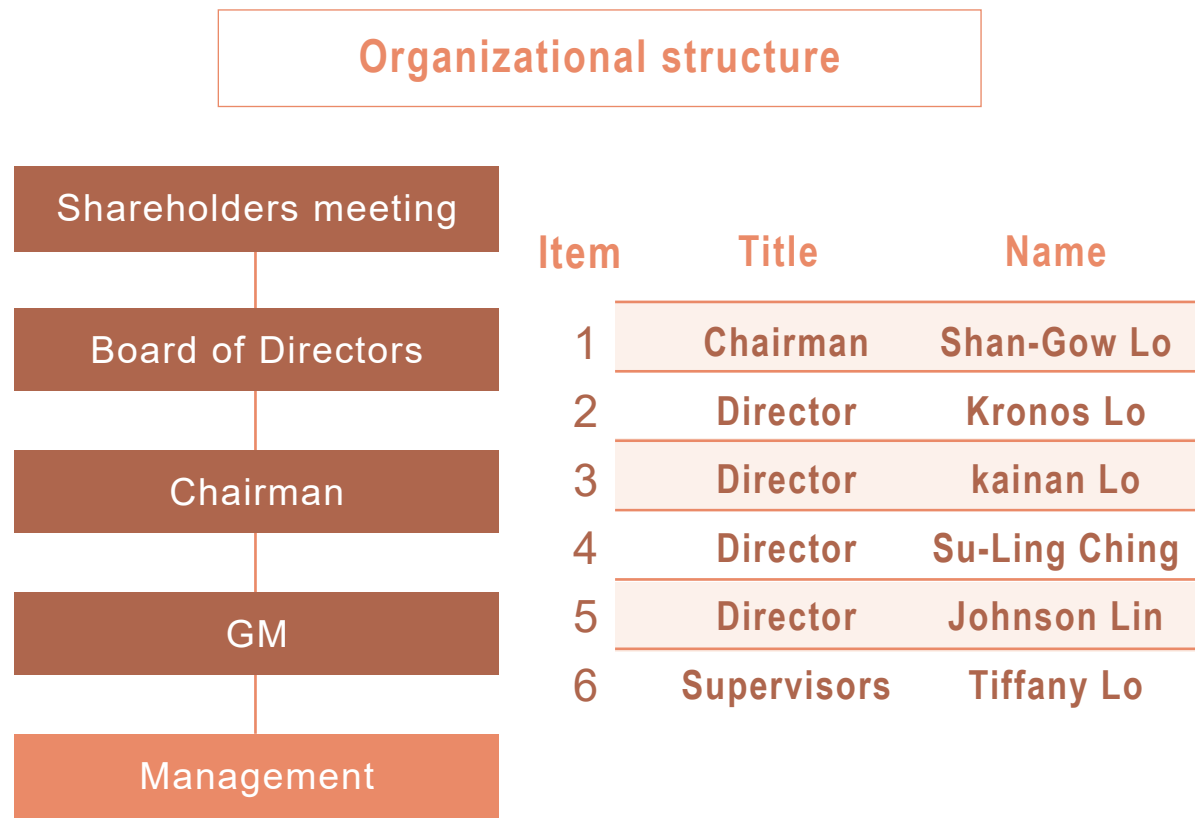 Organizational structure
Shareholders meeting
Board of Directors
Chairman
GM
Management
Item Title Name
1 Chairman Shan-Gow Lo
2 Director Kronos Lo
3 Director kainan Lo
4 Director Su-Ling Ching
5 Director Johnson Lin
6 Supervisors Tiffany Lo